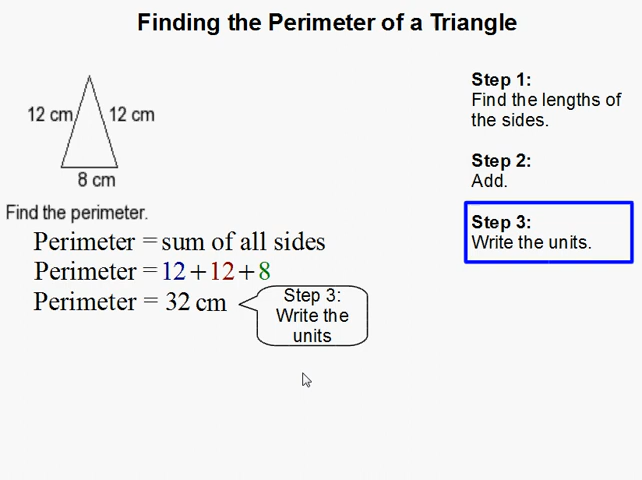 Finding the Perimeter of a Triangle
12 cm 12 cm
8 cm
Find the perimeter.
Perimeter = sum of all sides
Perimeter = 12+12+8
Perimeter = 32 cm
Step 3:
Write the
units
Step 1:
Find the lengths of
the sides.
Step 2:
Add.
Step 3:
Write the units.